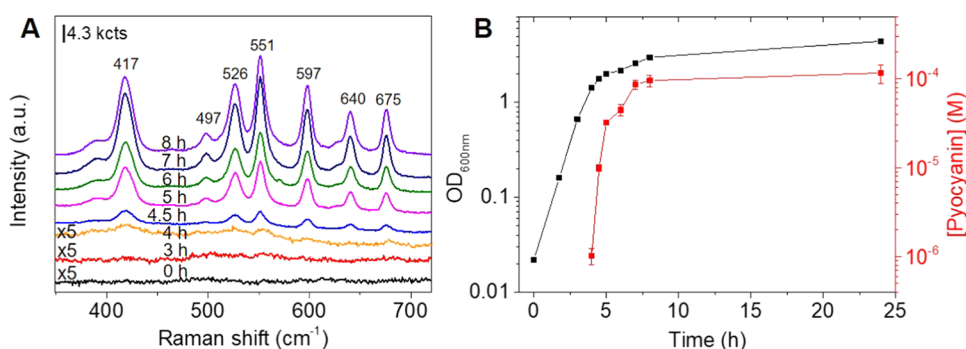 A
4.3 kcts
417
497
526
551
597
640
675
8 h
7 h
6 h
5 h
4.5 h
x5 4 h
x5 3 h
x5 0 h
Intensity (a.u.)
400 500 600 700
Raman shift (cm-1)
B
1
0.1
0.01
OD600nm
10-4
10-5
10-6
[Pyocyanin] (M)
0 5 10 15 20 25
Time (h)